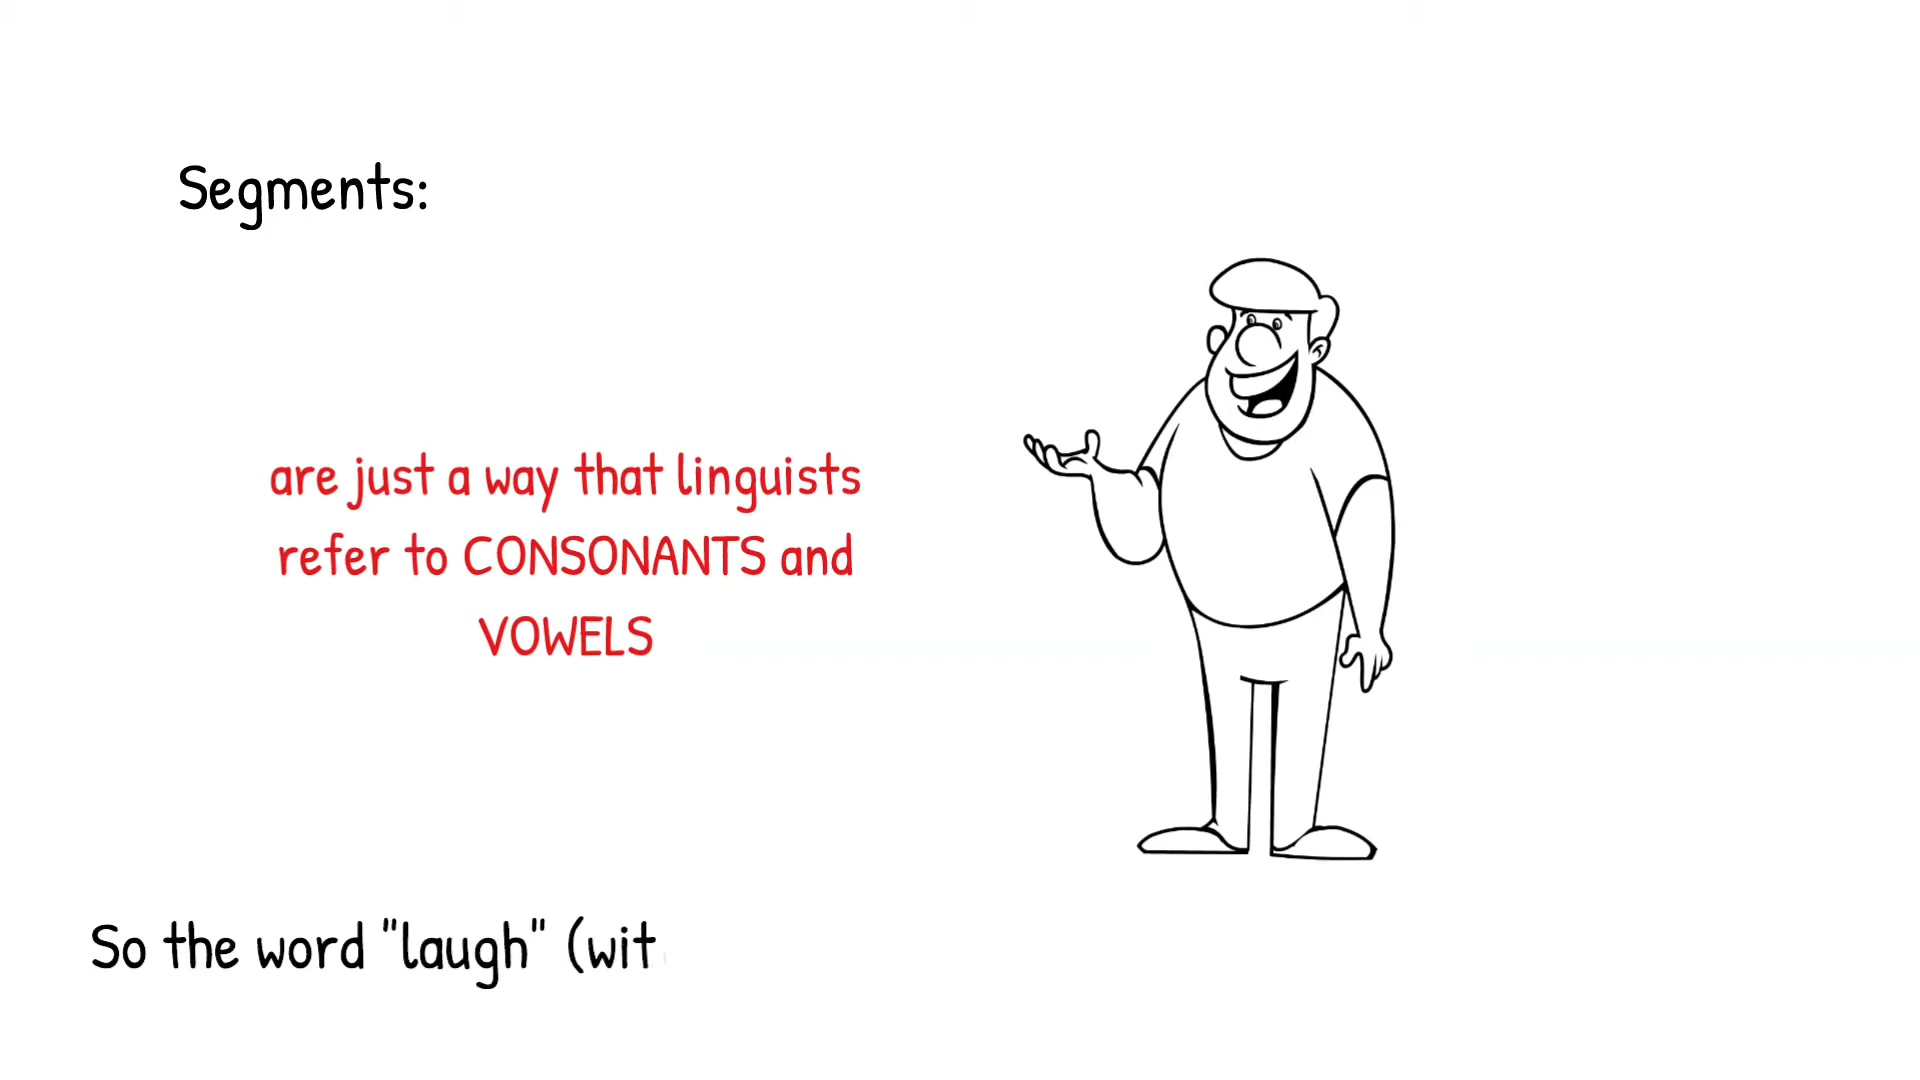 Segments:
are just a way that linguists
refer to CONSONANTS and
VOWELS
So the word "laugh" (wit